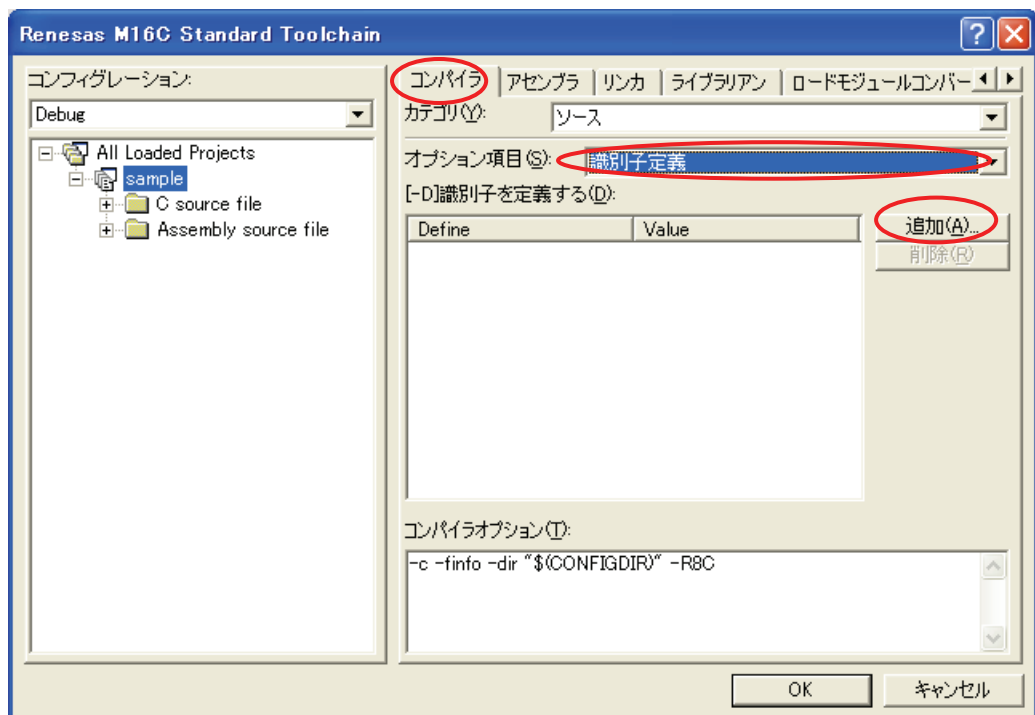 Renesas M16C Standard Toolchain
コンフィグレーション:
Debug
All Loaded Projects
sample
C source file
Assembly source file
コンパイラ アセンブラ リンカ ライブラリアン ロードモジュールコンバー
カテゴリ(Y): ソース
オプション項目(S): 識別子定義
[-D]識別子を定義する(D):
Define Value
追加(A)...
削除(R)
コンパイラオプション(T):
-c -finfo -dir "$(CONFIGDIR)" -R8C
OK キャンセル